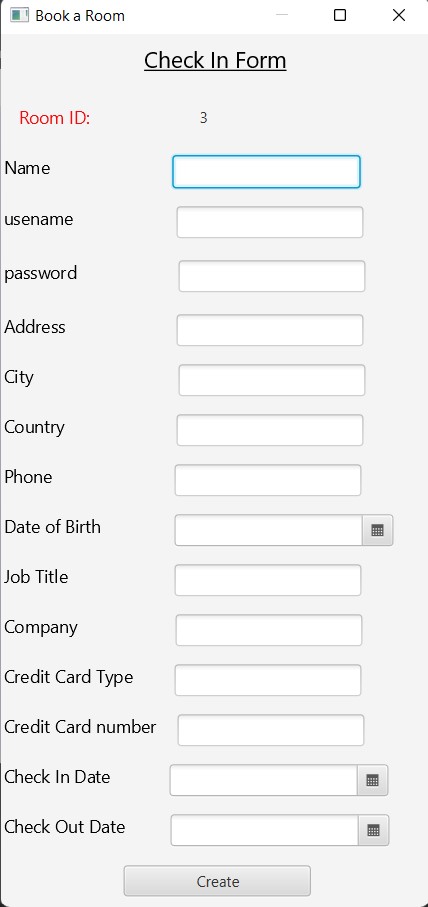 Book a Room
Check In Form
Room ID: 3
Name
usename
password
Address
City
Country
Phone
Date of Birth
Job Title
Company
Credit Card Type
Credit Card number
Check In Date
Check Out Date
Create